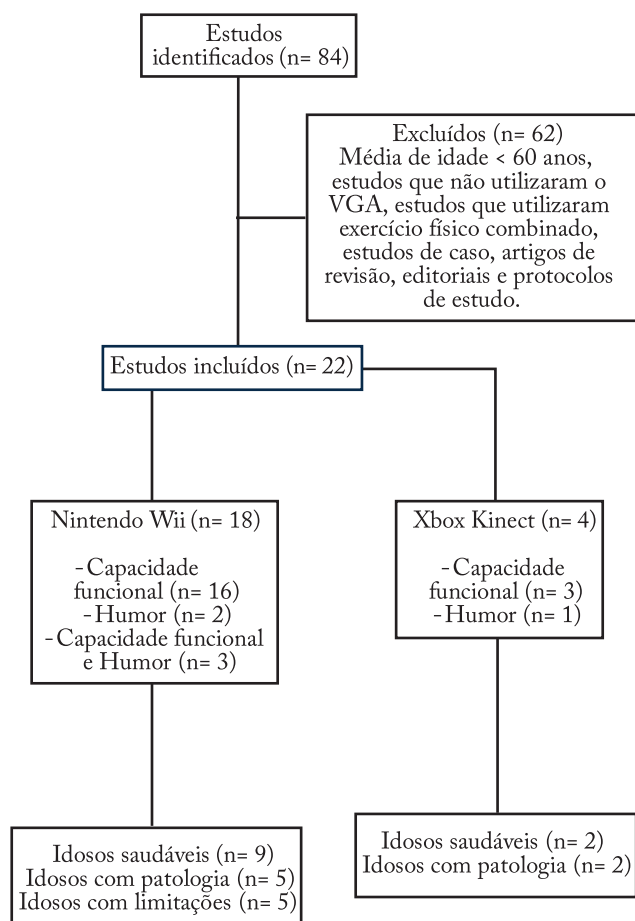 Estudos
identificados (n= 84)
Excluídos (n= 62)
Média de idade < 60 anos,
estudos que não utilizaram o
VGA, estudos que utilizaram
exercício físico combinado,
estudos de caso, artigos de
revisão, editoriais e protocolos
de estudo.
Estudos incluídos (n= 22)
Nintendo Wii (n= 18)
-Capacidade
funcional (n= 16)
-Humor (n= 2)
-Capacidade funcional
e Humor (n= 3)
Xbox Kinect (n= 4)
-Capacidade
funcional (n= 3)
-Humor (n= 1)
Idosos saudáveis (n= 9)
Idosos com patologia (n= 5)
Idosos com limitações (n= 5)
Idosos saudáveis (n= 2)
Idosos com patologia (n= 2)